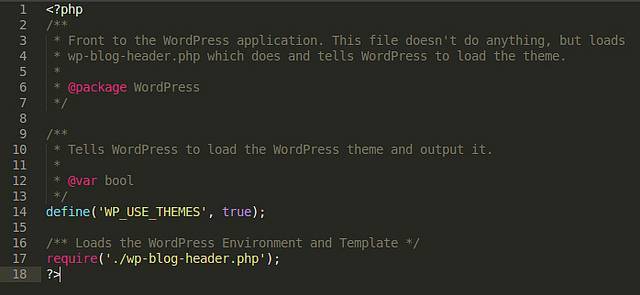 1 <?php
2 /**
3  * Front to the WordPress application. This file doesn't do anything, but loads
4  * wp-blog-header.php which does and tells WordPress to load the theme.
5  *
6  * @package WordPress
7  */
8
9 /**
10  * Tells WordPress to load the WordPress theme and output it.
11  *
12  * @var bool
13  */
14 define('WP_USE_THEMES', true);
15
16 /** Loads the WordPress Environment and Template */
17 require('./wp-blog-header.php');
18 ?>